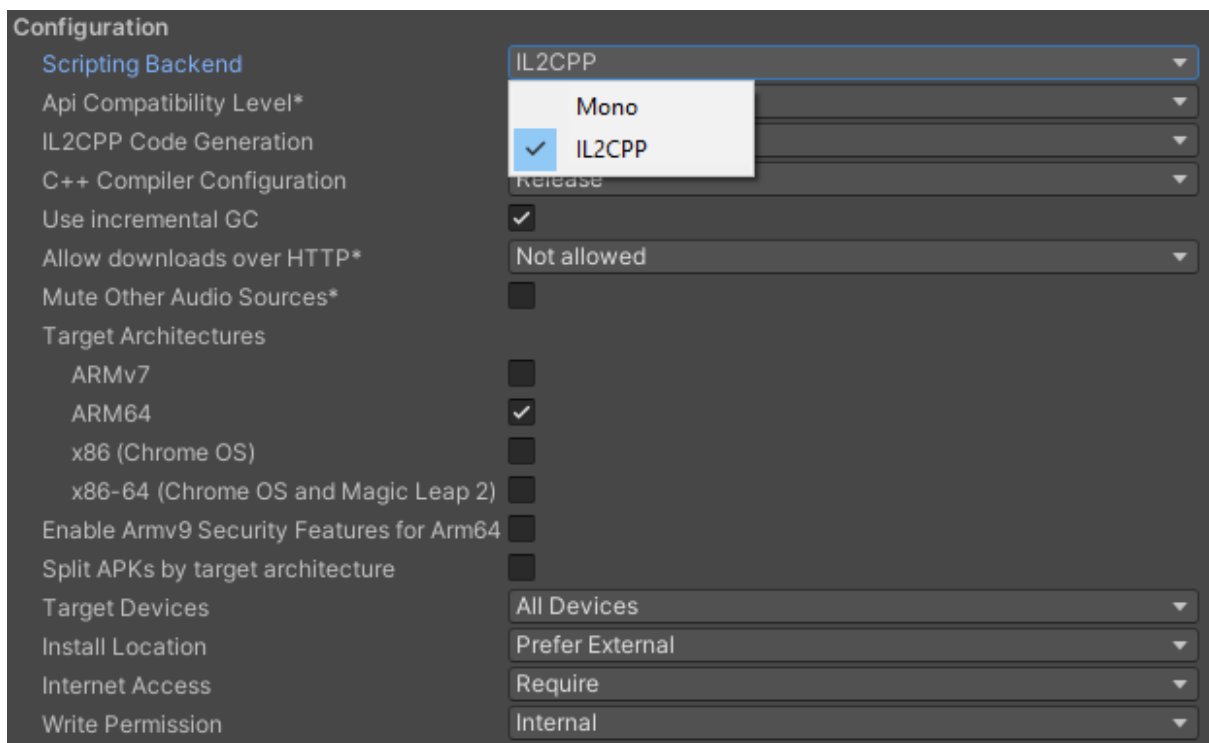 Configuration
Scripting Backend IL2CPP
Api Compatibility Level*
Mono
IL2CPP Code Generation
IL2CPP
C++ Compiler Configuration Release
Use incremental GC
Allow downloads over HTTP* Not allowed
Mute Other Audio Sources*
Target Architectures
ARMv7
ARM64
x86 (Chrome OS)
x86-64 (Chrome OS and Magic Leap 2)
Enable Armv9 Security Features for Arm64
Split APKs by target architecture
Target Devices All Devices
Install Location Prefer External
Internet Access Require
Write Permission Internal